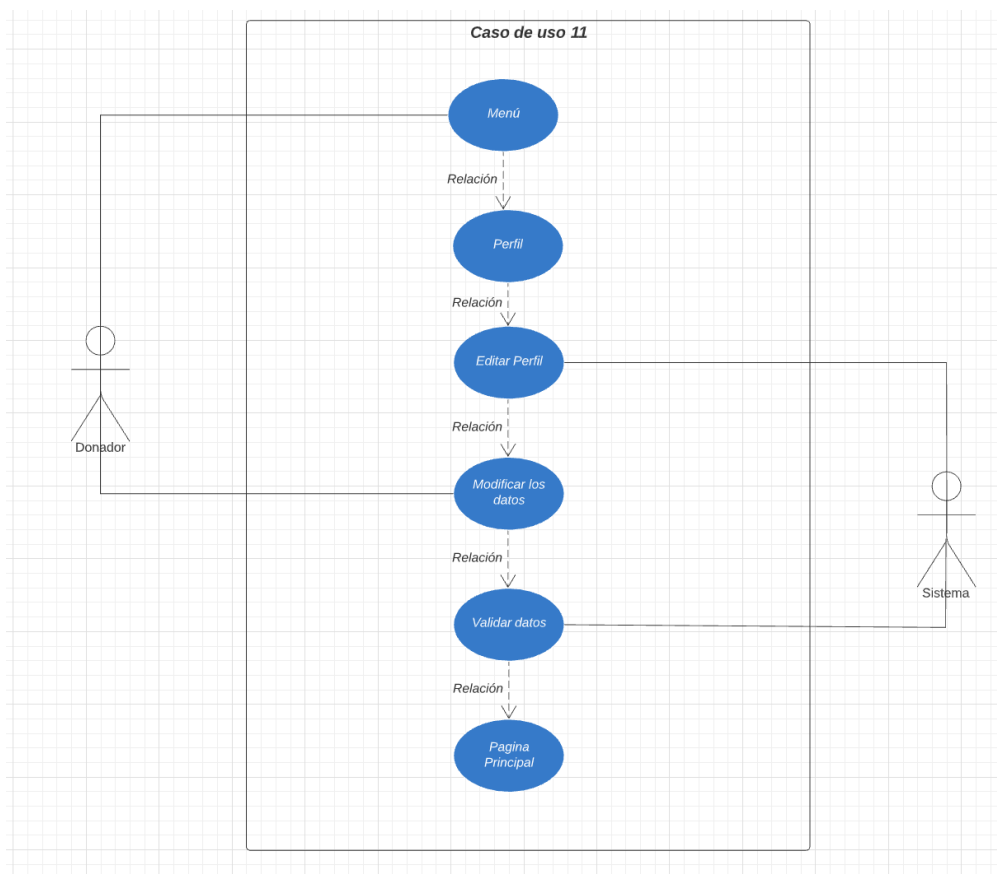 Caso de uso 11
Menú
Relación
Perfil
Relación
Editar Perfil
Relación
Donador
Modificar los
datos
Relación
Sistema
Validar datos
Relación
Pagina
Principal